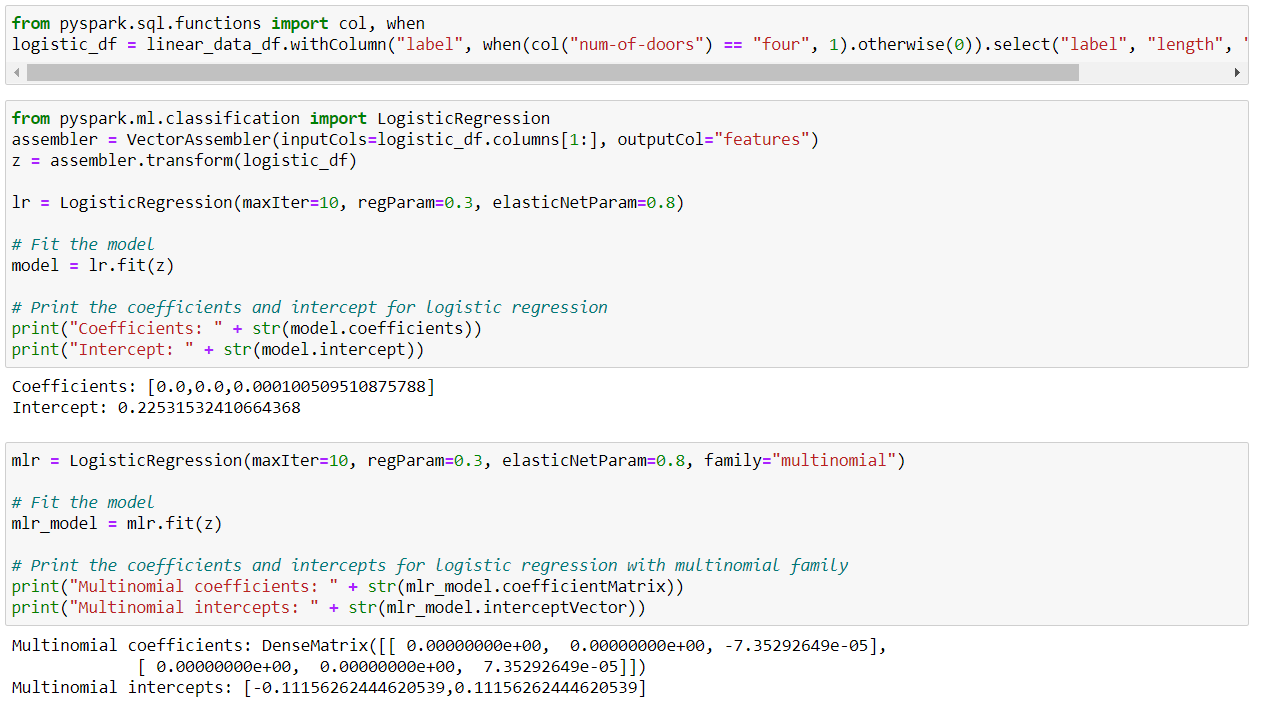 from pyspark.sql.functions import col, when
logistic_df = linear_data_df.withColumn("label", when(col("num-of-doors") == "four", 1).otherwise(0)).select("label", "length", "
from pyspark.ml.classification import LogisticRegression
assembler = VectorAssembler(inputCols=logistic_df.columns[1:], outputCol="features")
z = assembler.transform(logistic_df)
lr = LogisticRegression(maxIter=10, regParam=0.3, elasticNetParam=0.8)
# Fit the model
model = lr.fit(z)
# Print the coefficients and intercept for logistic regression
print("Coefficients: " + str(model.coefficients))
print("Intercept: " + str(model.intercept))
Coefficients: [0.0,0.0,0.000100509510875788]
Intercept: 0.22531532410664368
mlr = LogisticRegression(maxIter=10, regParam=0.3, elasticNetParam=0.8, family="multinomial")
# Fit the model
mlr_model = mlr.fit(z)
# Print the coefficients and intercepts for logistic regression with multinomial family
print("Multinomial coefficients: " + str(mlr_model.coefficientMatrix))
print("Multinomial intercepts: " + str(mlr_model.interceptVector))
Multinomial coefficients: DenseMatrix([[ 0.00000000e+00,  0.00000000e+00, -7.35292649e-05],
[ 0.00000000e+00,  0.00000000e+00,  7.35292649e-05]])
Multinomial intercepts: [-0.11156262444620539,0.11156262444620539]